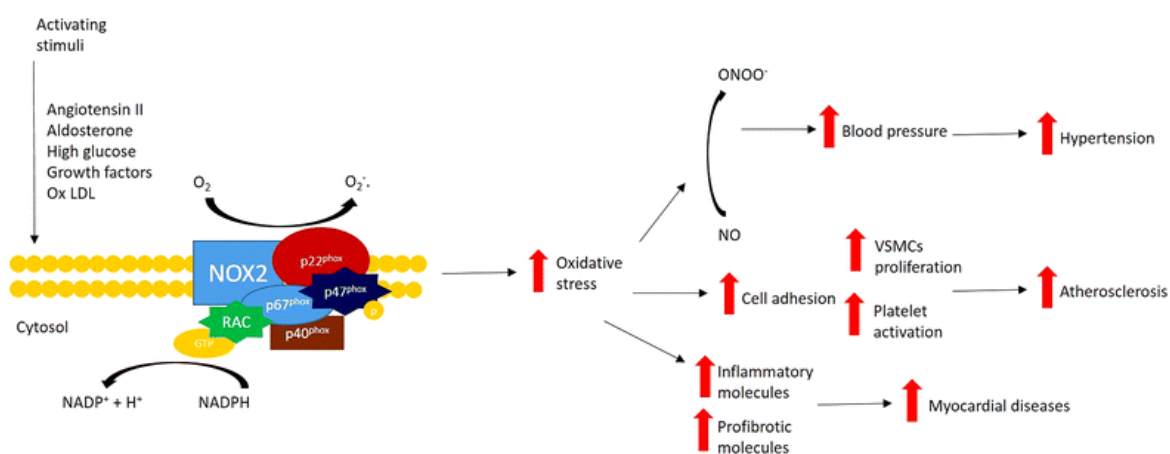 Activating
stimuli
Angiotensin II
Aldosterone
High glucose
Growth factors
Ox LDL
O₂
O₂⁻.
NOX2
p22ᵖʰᵒˣ
p47ᵖʰᵒˣ
p67ᵖʰᵒˣ
P
RAC
p40ᵖʰᵒˣ
GTP
Cytosol
NADP⁺ + H⁺
NADPH
Oxidative
stress
ONOO⁻
NO
Blood pressure
Hypertension
Cell adhesion
VSMCs
proliferation
Platelet
activation
Atherosclerosis
Inflammatory
molecules
Profibrotic
molecules
Myocardial diseases